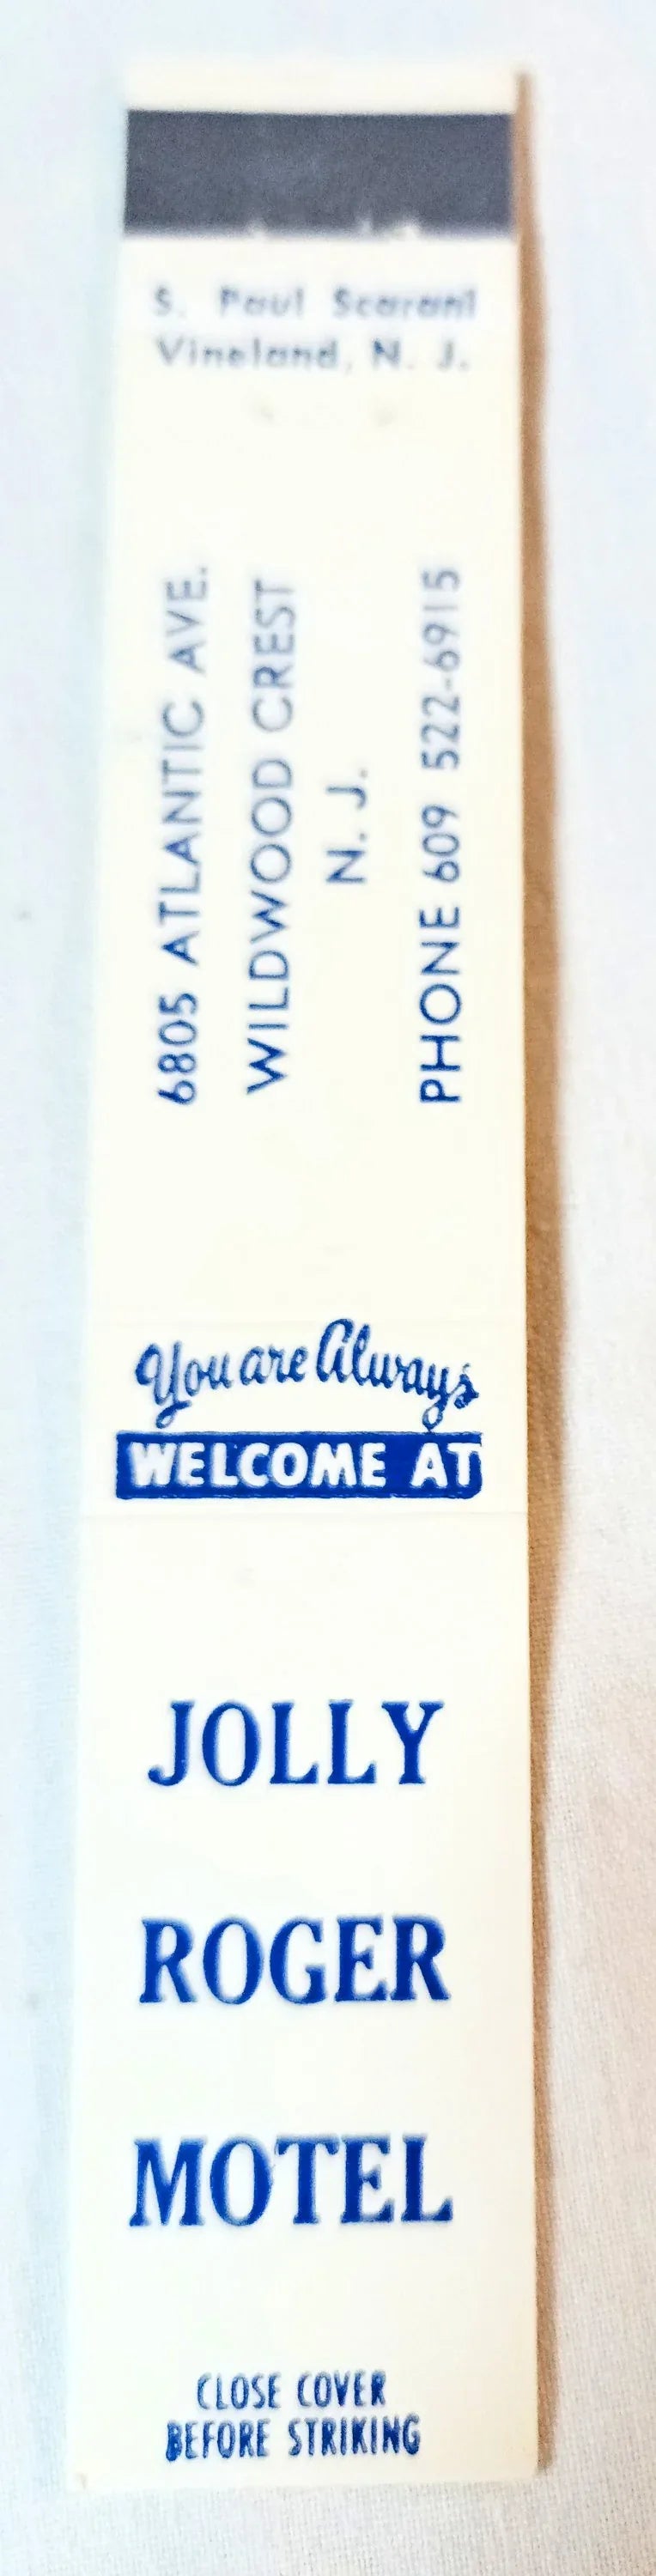 S. Paul Scarani
Vineland, N. J.
6805 ATLANTIC AVE.
WILDWOOD CREST
N. J.
PHONE 609 522-6915
You are Always
WELCOME AT
JOLLY
ROGER
MOTEL
CLOSE COVER
BEFORE STRIKING